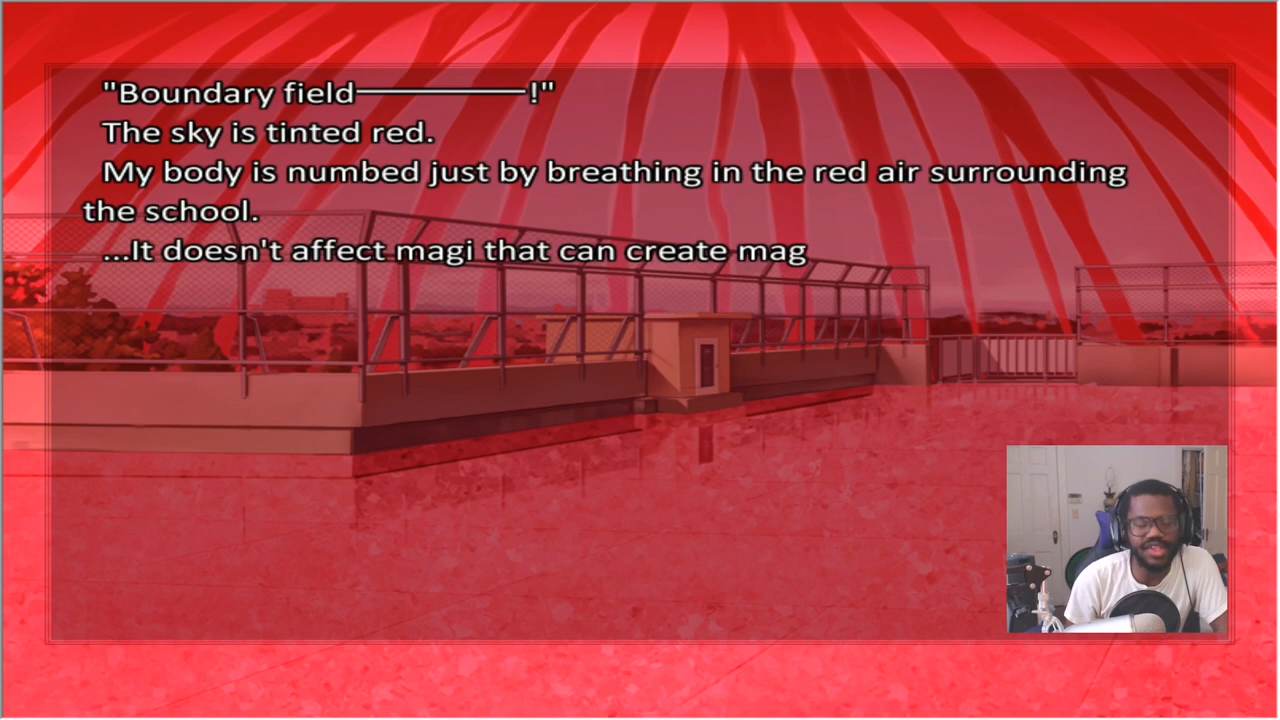 "Boundary field─────────!"
The sky is tinted red.
My body is numbed just by breathing in the red air surrounding
the school.
...It doesn't affect magi that can create mag